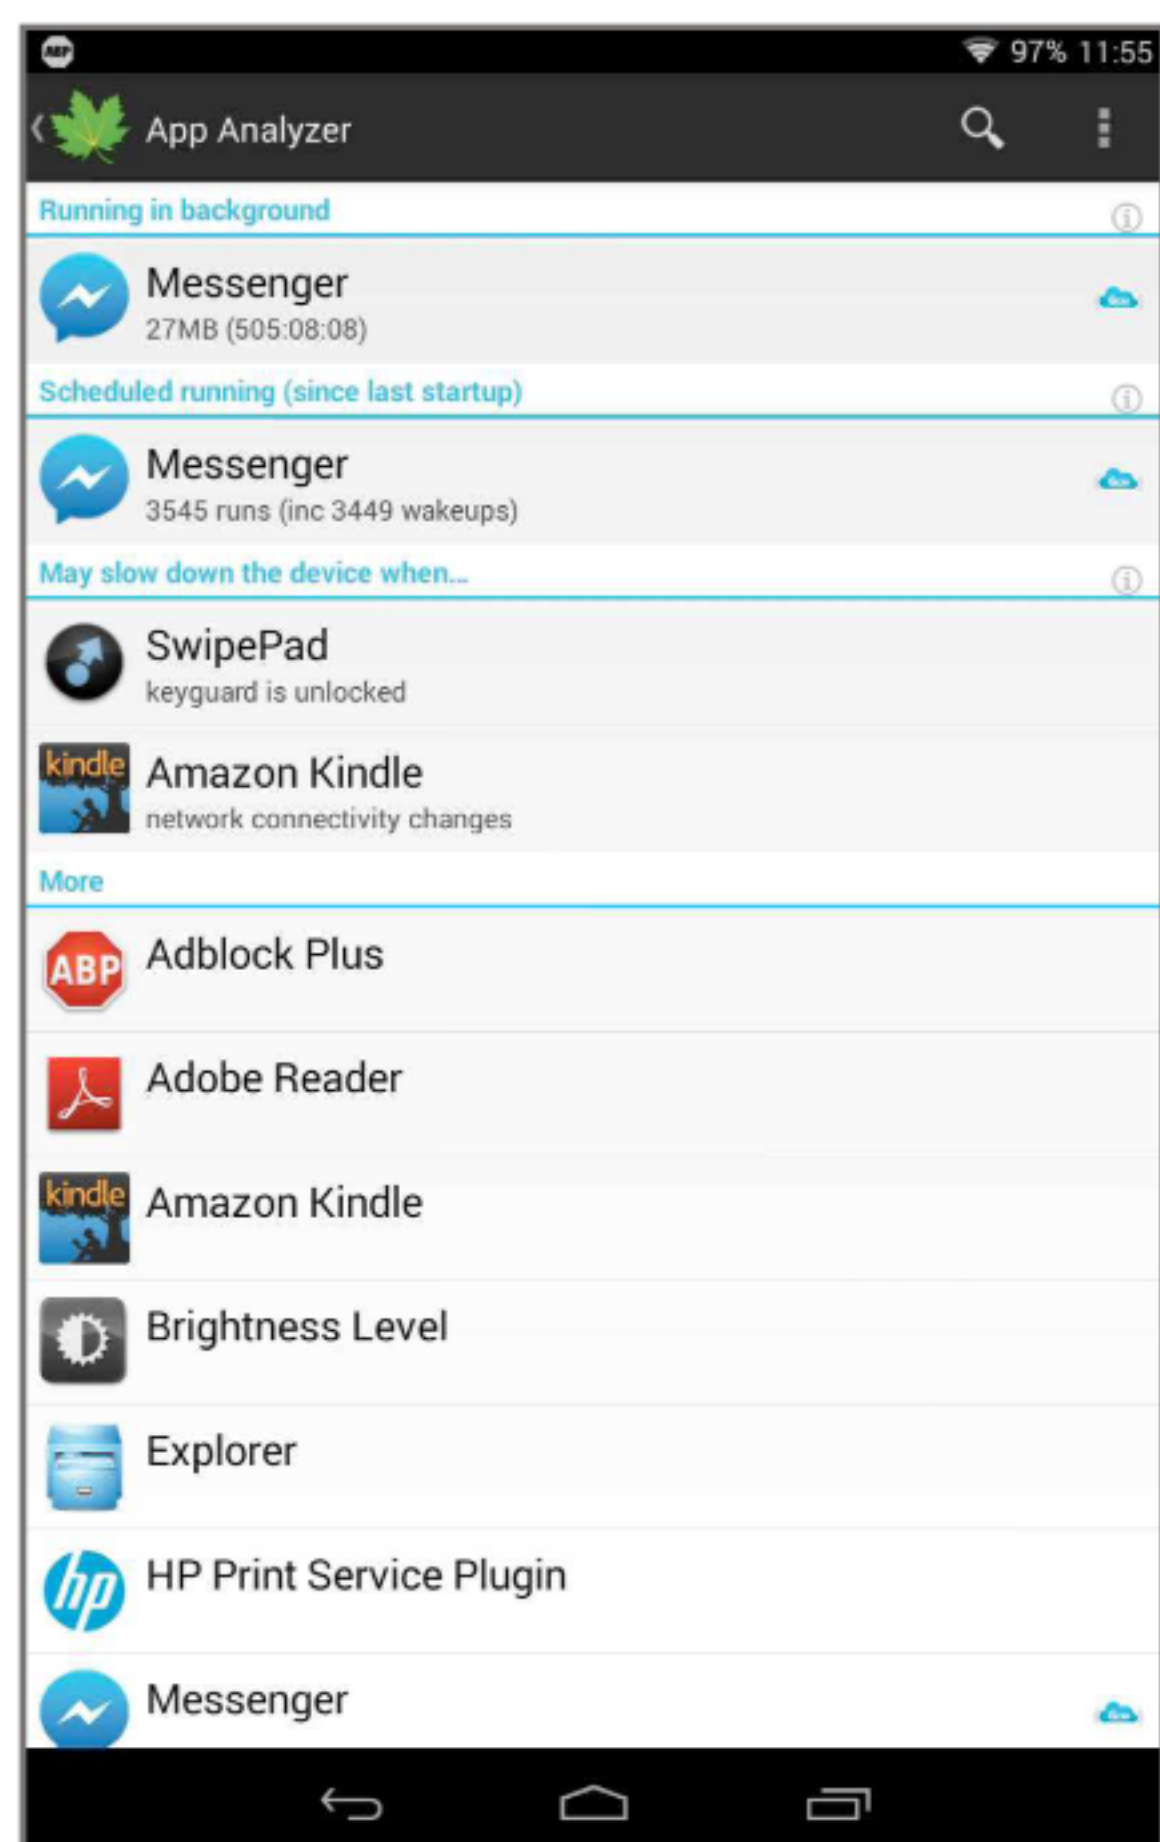 ABP
97% 11:55
App Analyzer
Running in background
Messenger
27MB (505:08:08)
Scheduled running (since last startup)
Messenger
3545 runs (inc 3449 wakeups)
May slow down the device when...
SwipePad
keyguard is unlocked
kindle
Amazon Kindle
network connectivity changes
More
ABP
Adblock Plus
Adobe Reader
kindle
Amazon Kindle
Brightness Level
Explorer
hp
HP Print Service Plugin
Messenger